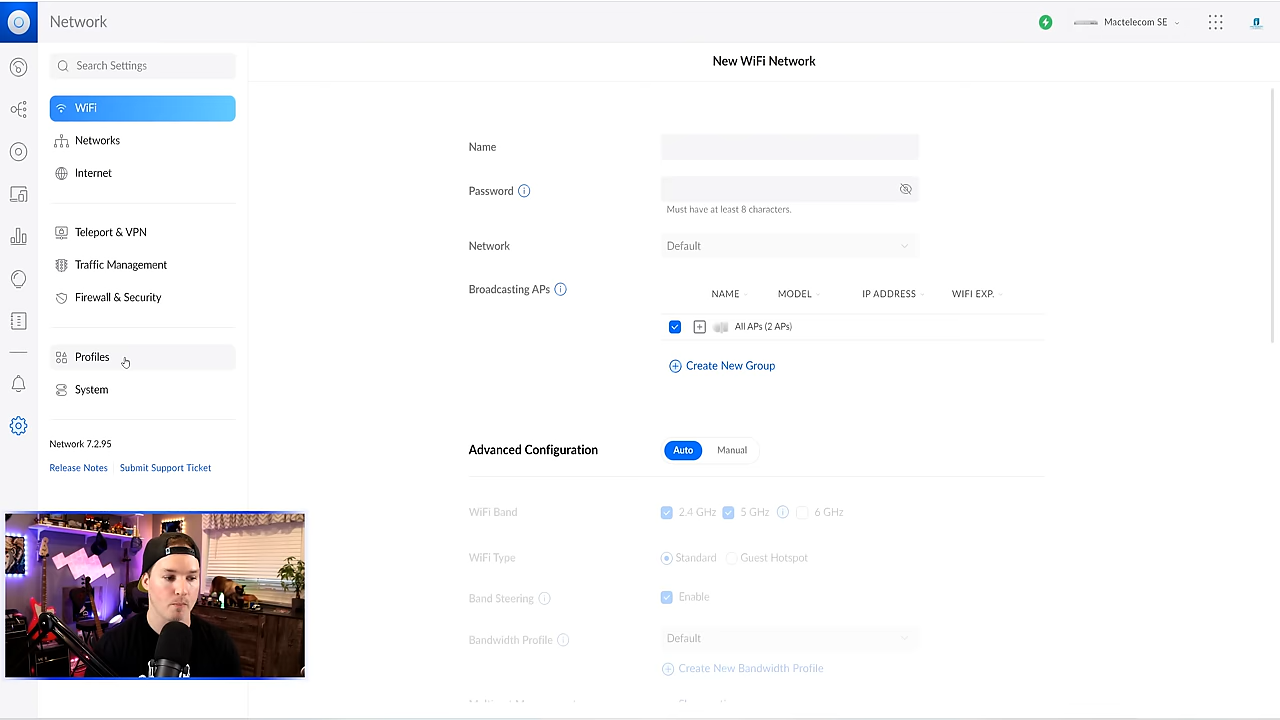 Network
Mactelecom SE
Search Settings
WiFi
Networks
Internet
Teleport & VPN
Traffic Management
Firewall & Security
Profiles
System
Network 7.2.95
Release Notes
Submit Support Ticket
New WiFi Network
Name
Password
Must have at least 8 characters.
Network
Default
Broadcasting APs
NAME MODEL IP ADDRESS WIFI EXP.
All APs (2 APs)
Create New Group
Advanced Configuration
Auto Manual
WiFi Band
2.4 GHz 5 GHz 6 GHz
WiFi Type
Standard Guest Hotspot
Band Steering
Enable
Bandwidth Profile
Default
Create New Bandwidth Profile